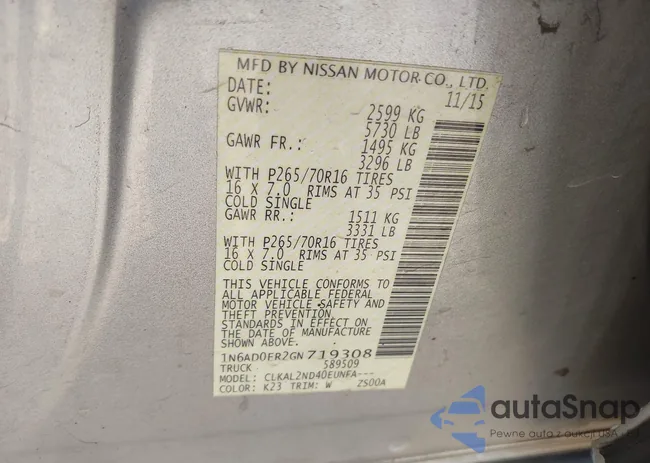 MFD BY NISSAN MOTOR CO., LTD.
DATE: 11/15
GVWR: 2599 KG
5730 LB
GAWR FR.: 1495 KG
3296 LB
WITH P265/70R16 TIRES
16 X 7.0 RIMS AT 35 PSI
COLD SINGLE
GAWR RR.: 1511 KG
3331 LB
WITH P265/70R16 TIRES
16 X 7.0 RIMS AT 35 PSI
COLD SINGLE
THIS VEHICLE CONFORMS TO
ALL APPLICABLE FEDERAL
MOTOR VEHICLE SAFETY AND
THEFT PREVENTION
STANDARDS IN EFFECT ON
THE DATE OF MANUFACTURE
SHOWN ABOVE.
1N6AD0ER2GN719308
TRUCK 589509
MODEL: CLKAL2ND40EUNFA---
COLOR: K23 TRIM: W ZS00A
autaSnap
Pewne auta z aukcji USA